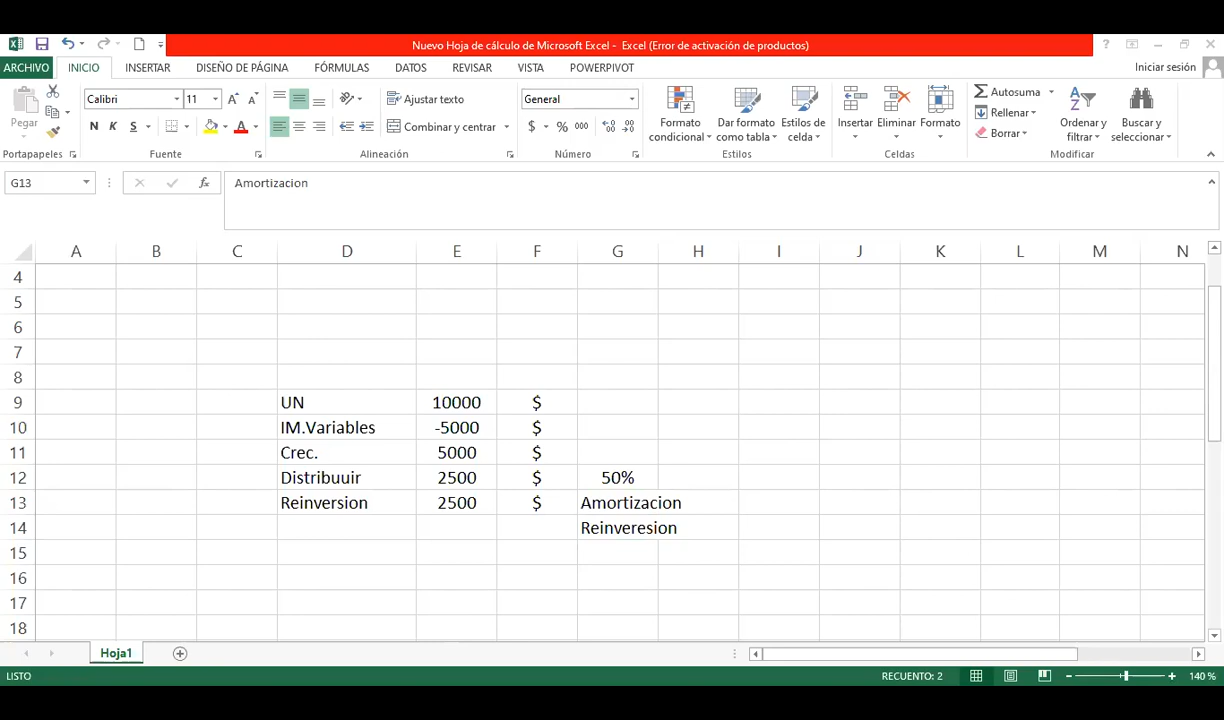 Nuevo Hoja de cálculo de Microsoft Excel - Excel (Error de activación de productos)
ARCHIVO INICIO INSERTAR DISEÑO DE PÁGINA FÓRMULAS DATOS REVISAR VISTA POWERPIVOT Iniciar sesión
Pegar
Calibri 11
N K S
Ajustar texto
Combinar y centrar
General
$ % 000
Formato condicional
Dar formato como tabla
Estilos de celda
Insertar
Eliminar
Formato
Autosuma
Rellenar
Borrar
Ordenar y filtrar
Buscar y seleccionar
Portapapeles Fuente Alineación Número Estilos Celdas Modificar
G13 fx Amortizacion
A B C D E F G H I J K L M N
4
5
6
7
8
9 UN 10000 $
10 IM.Variables -5000 $
11 Crec. 5000 $
12 Distribuuir 2500 $ 50%
13 Reinversion 2500 $ Amortizacion
14 Reinveresion
15
16
17
18
Hoja1
LISTO RECUENTO: 2 140 %